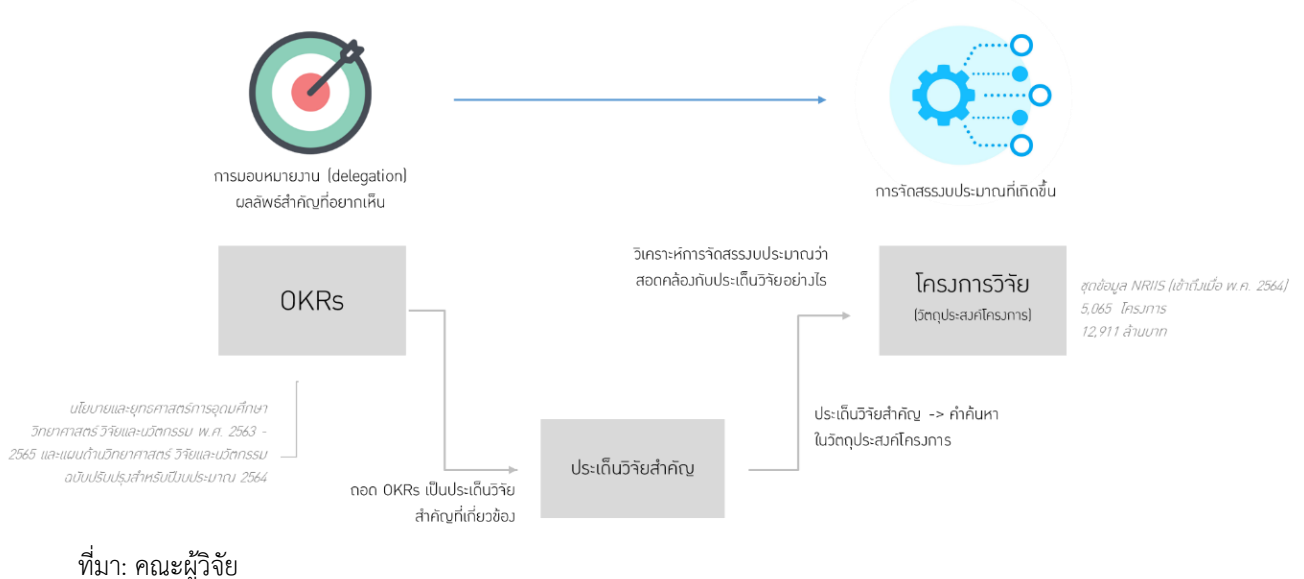 การมอบหมายงาน (delegation)
ผลลัพธ์สำคัญที่อยากเห็น
การจัดสรรงบประมาณที่เกิดขึ้น
OKRs
วิเคราะห์การจัดสรรงบประมาณว่า
สอดคล้องกับประเด็นวิจัยอย่างไร
โครงการวิจัย
(วัตถุประสงค์โครงการ)
ชุดข้อมูล NRIIS (เข้าถึงเมื่อ พ.ศ. 2564)
5,065 โครงการ
12,911 ล้านบาท
นโยบายและยุทธศาสตร์การอุดมศึกษา
วิทยาศาสตร์ วิจัยและนวัตกรรม พ.ศ. 2563 -
2565 และแผนด้านวิทยาศาสตร์ วิจัยและนวัตกรรม
ฉบับปรับปรุงสำหรับปีงบประมาณ 2564
ประเด็นวิจัยสำคัญ -> คำค้นหา
ในวัตถุประสงค์โครงการ
ประเด็นวิจัยสำคัญ
ถอด OKRs เป็นประเด็นวิจัย
สำคัญที่เกี่ยวข้อง
ที่มา: คณะผู้วิจัย